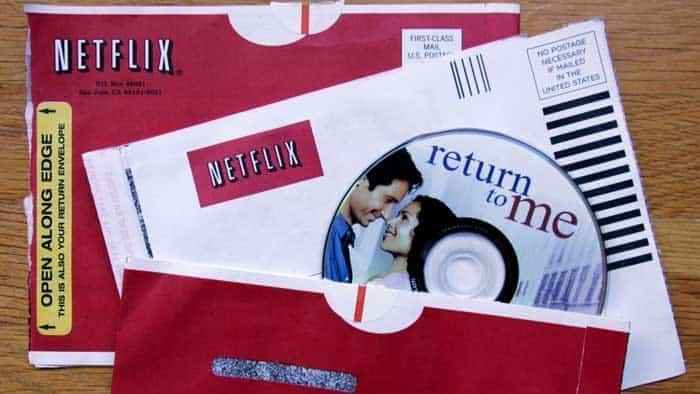 NETFLIX
FIRST-CLASS
MAIL
U.S. POSTAGE
NO POSTAGE
NECESSARY
IF MAILED
IN THE
UNITED STATES
OPEN ALONG EDGE
THIS IS ALSO YOUR RETURN ENVELOPE
NETFLIX
return
to me